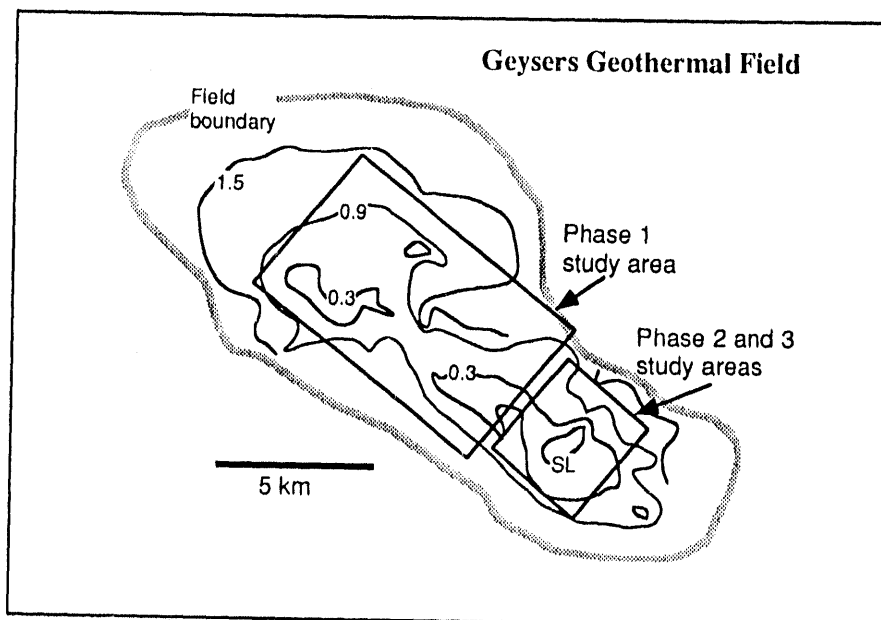 Geysers Geothermal Field
Field
boundary
1.5
0.9
Phase 1
study area
0.3
Phase 2 and 3
study areas
0.3
SL
5 km